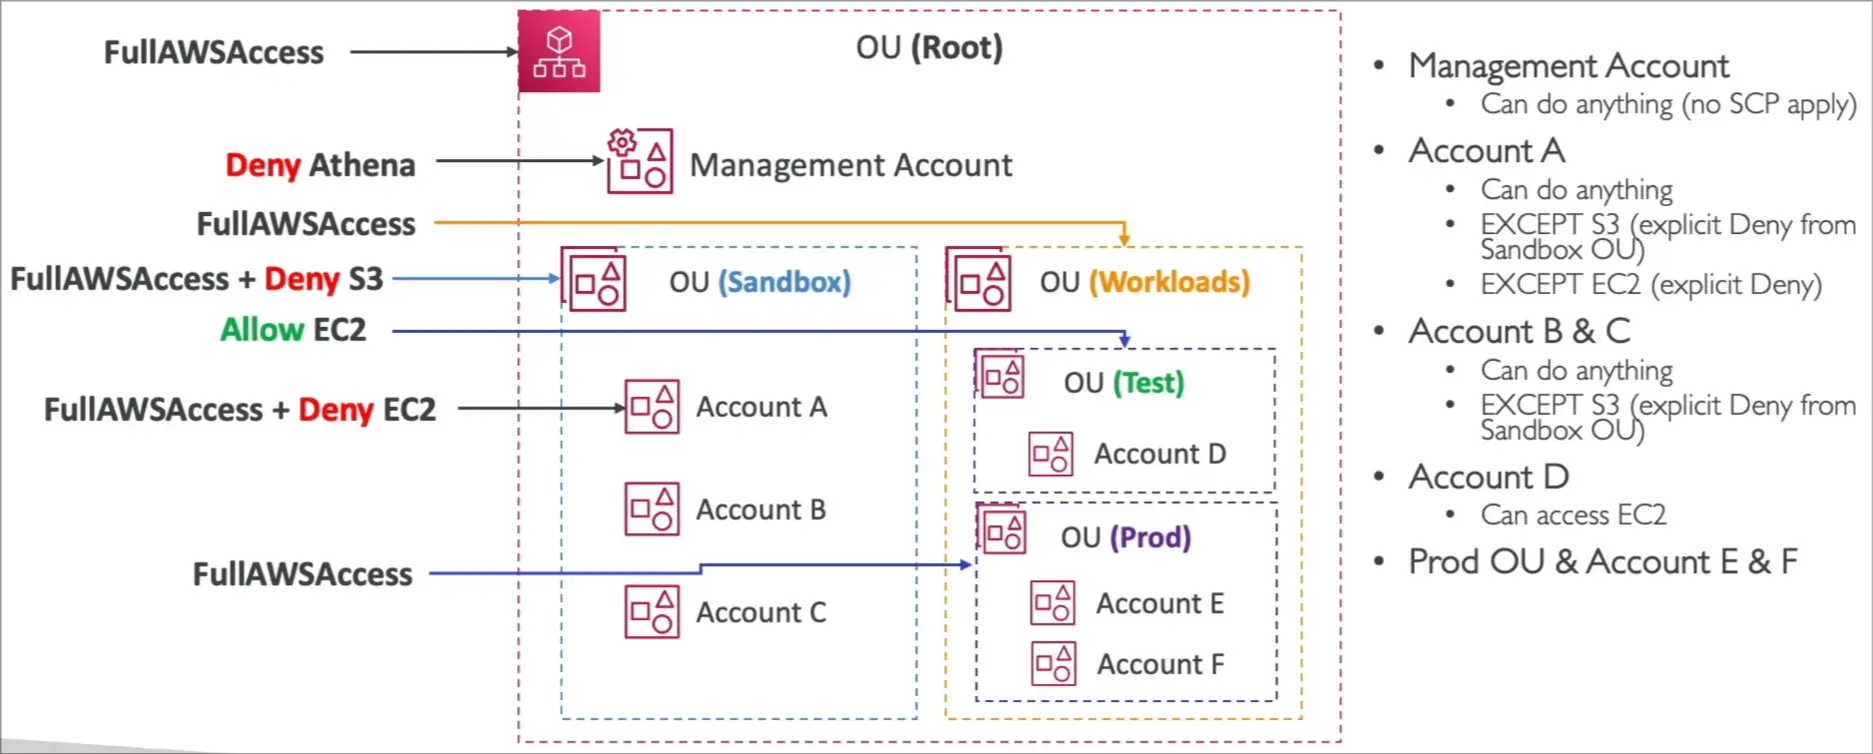 FullAWSAccess
OU (Root)
Deny Athena
Management Account
FullAWSAccess
FullAWSAccess + Deny S3
OU (Sandbox)
OU (Workloads)
Allow EC2
OU (Test)
FullAWSAccess + Deny EC2
Account A
Account D
Account B
OU (Prod)
FullAWSAccess
Account C
Account E
Account F
• Management Account
• Can do anything (no SCP apply)
• Account A
• Can do anything
• EXCEPT S3 (explicit Deny from
Sandbox OU)
• EXCEPT EC2 (explicit Deny)
• Account B & C
• Can do anything
• EXCEPT S3 (explicit Deny from
Sandbox OU)
• Account D
• Can access EC2
• Prod OU & Account E & F